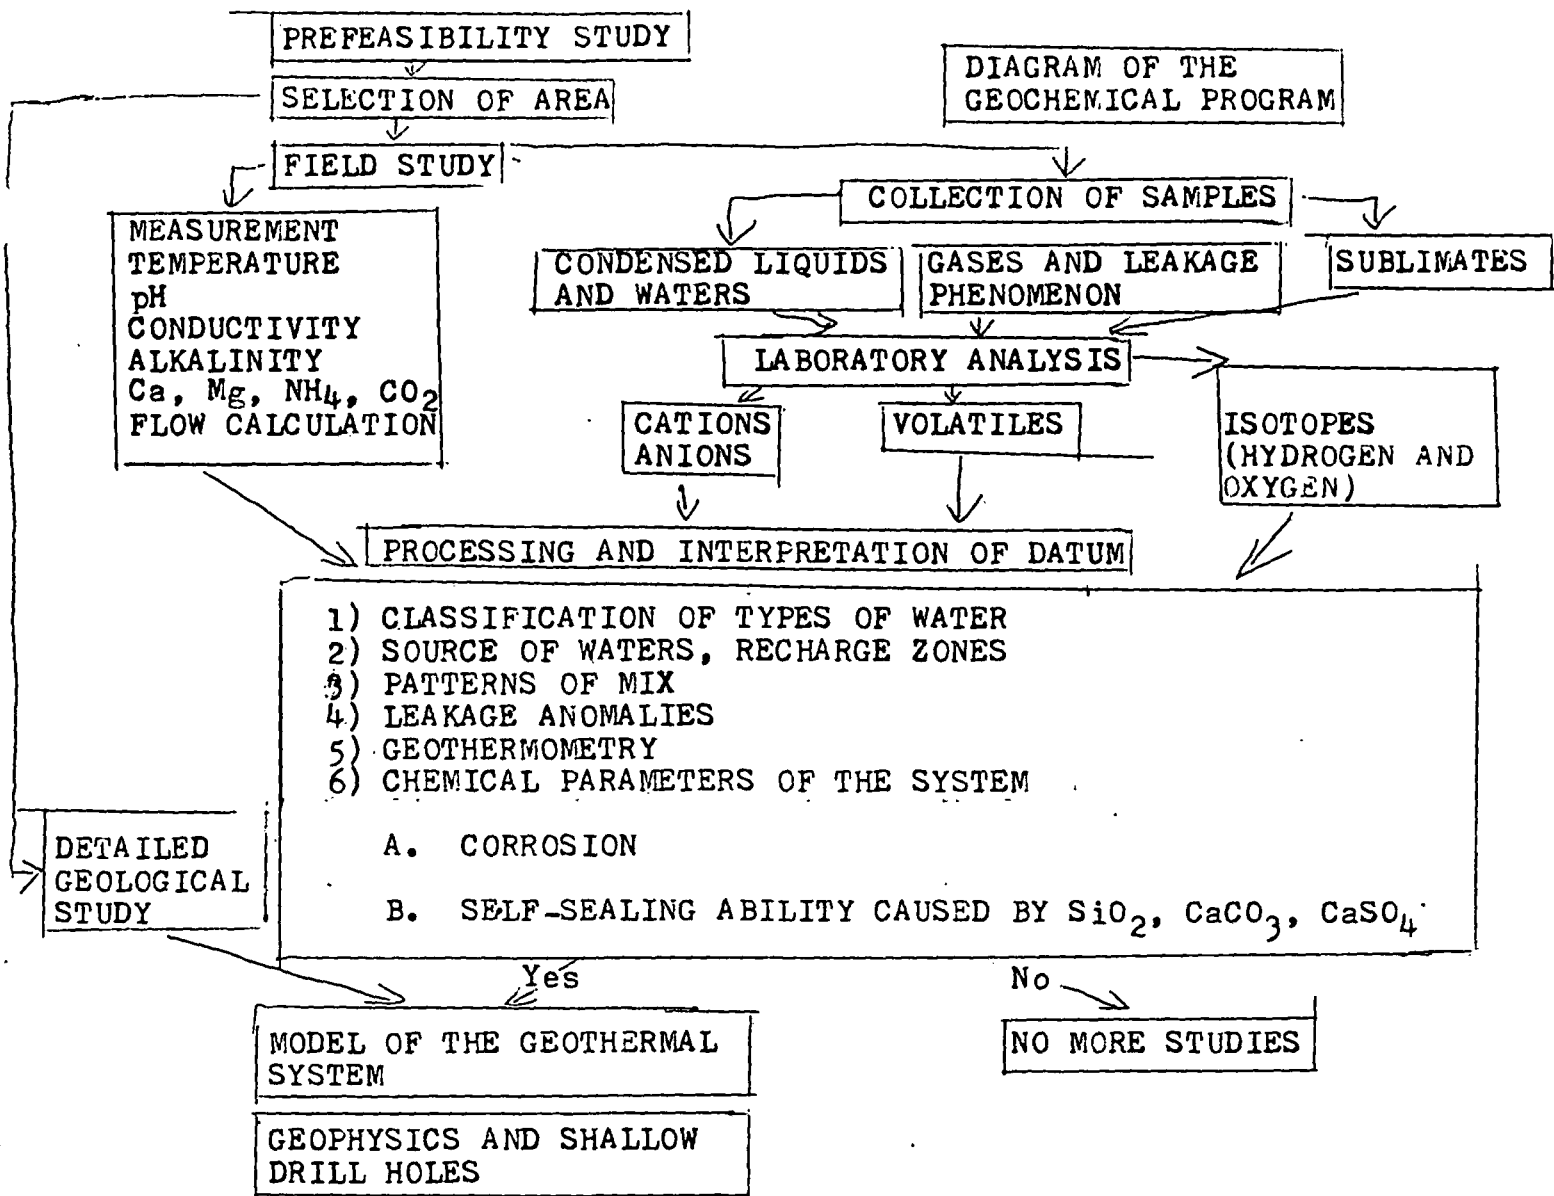 PREFEASIBILITY STUDY
DIAGRAM OF THE
GEOCHEMICAL PROGRAM
SELECTION OF AREA
FIELD STUDY
COLLECTION OF SAMPLES
MEASUREMENT
TEMPERATURE
pH
CONDUCTIVITY
ALKALINITY
Ca, Mg, NH4, CO2
FLOW CALCULATION
CONDENSED LIQUIDS
AND WATERS
GASES AND LEAKAGE
PHENOMENON
SUBLIMATES
LABORATORY ANALYSIS
CATIONS
ANIONS
VOLATILES
ISOTOPES
(HYDROGEN AND
OXYGEN)
PROCESSING AND INTERPRETATION OF DATUM
1) CLASSIFICATION OF TYPES OF WATER
2) SOURCE OF WATERS, RECHARGE ZONES
3) PATTERNS OF MIX
4) LEAKAGE ANOMALIES
5) GEOTHERMOMETRY
6) CHEMICAL PARAMETERS OF THE SYSTEM
A. CORROSION
B. SELF-SEALING ABILITY CAUSED BY SiO2, CaCO3, CaSO4
DETAILED
GEOLOGICAL
STUDY
Yes
No
MODEL OF THE GEOTHERMAL
SYSTEM
NO MORE STUDIES
GEOPHYSICS AND SHALLOW
DRILL HOLES